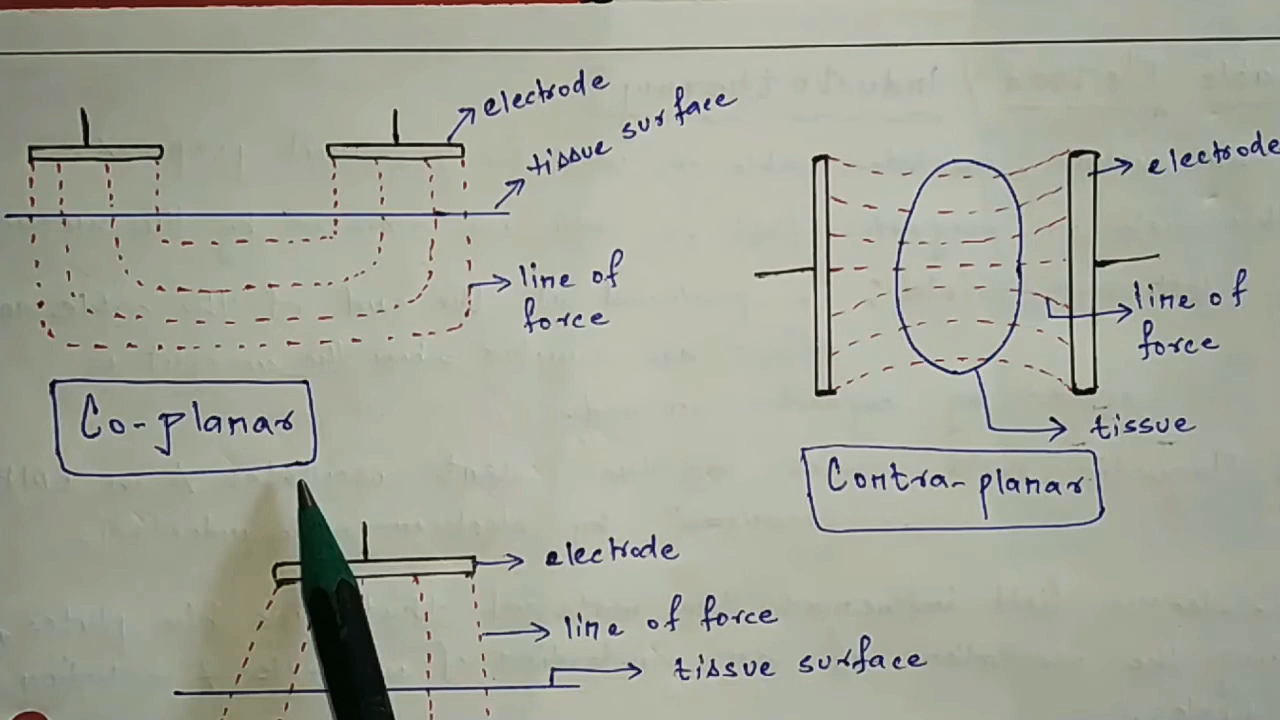 electrode
tissue surface
line of
force
Co-planar
electrode
line of
force
tissue
Contra-planar
electrode
line of force
tissue surface